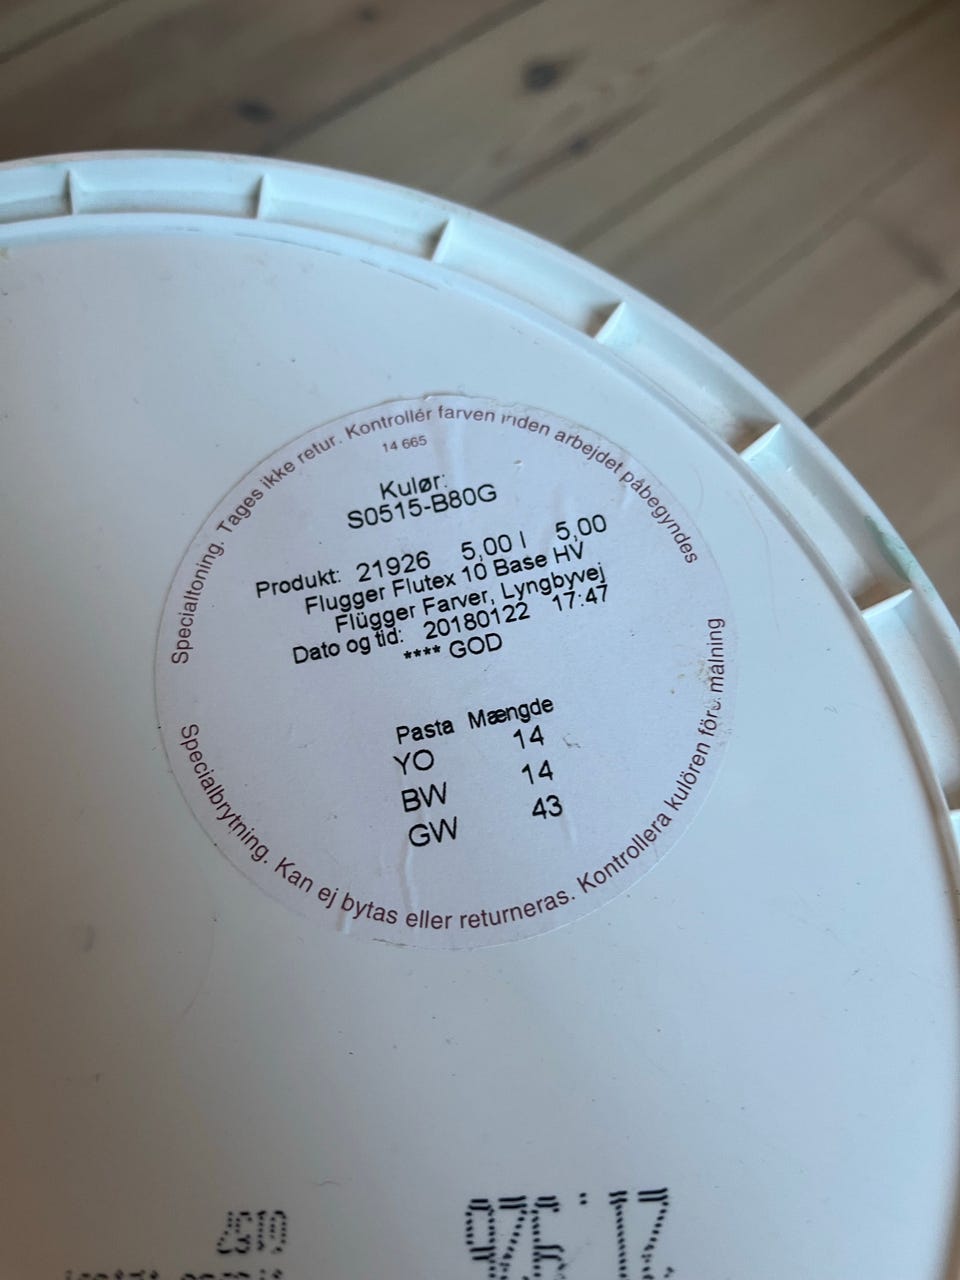 Specialtoning. Tages ikke retur. Kontrollér farven inden arbejdet påbegyndes
14 665
Kulør:
S0515-B80G
Produkt: 21926 5,00 l 5,00
Flugger Flutex 10 Base HV
Flügger Farver, Lyngbyvej
Dato og tid: 20180122 17:47
**** GOD
Pasta Mængde
YO 14
BW 14
GW 43
Specialbrytning. Kan ej bytas eller returneras. Kontrollera kulören före målning